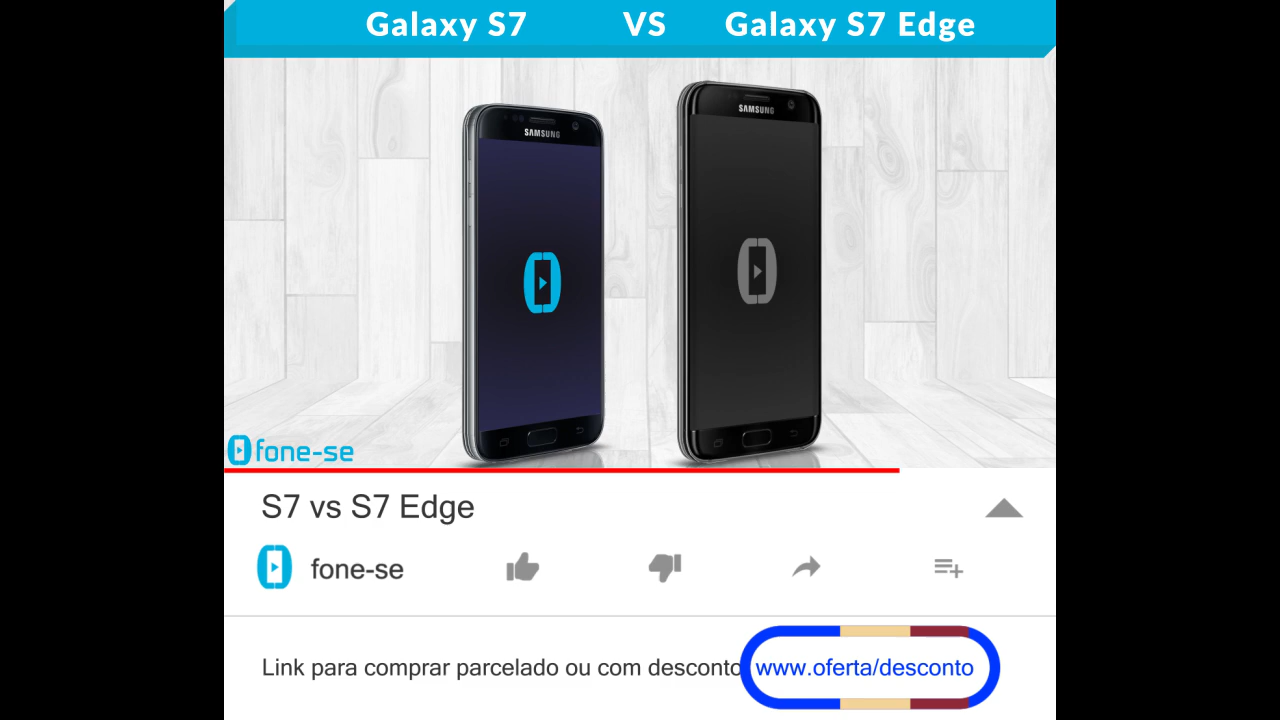 Galaxy S7 VS Galaxy S7 Edge
SAMSUNG
SAMSUNG
fone-se
S7 vs S7 Edge
fone-se
Link para comprar parcelado ou com desconto www.oferta/desconto